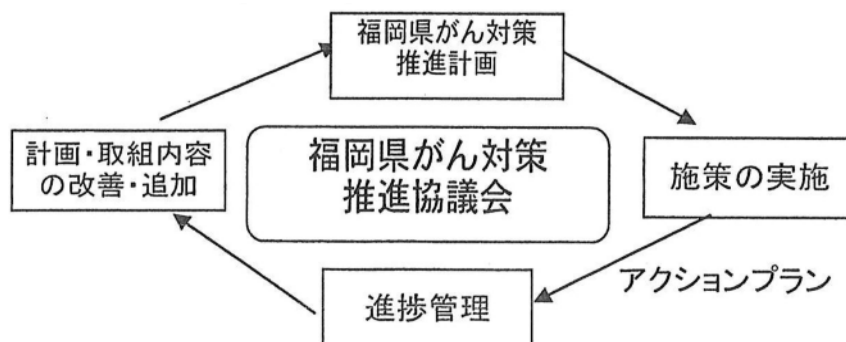 福岡県がん対策
推進計画
計画・取組内容
の改善・追加
福岡県がん対策
推進協議会
施策の実施
アクションプラン
進捗管理